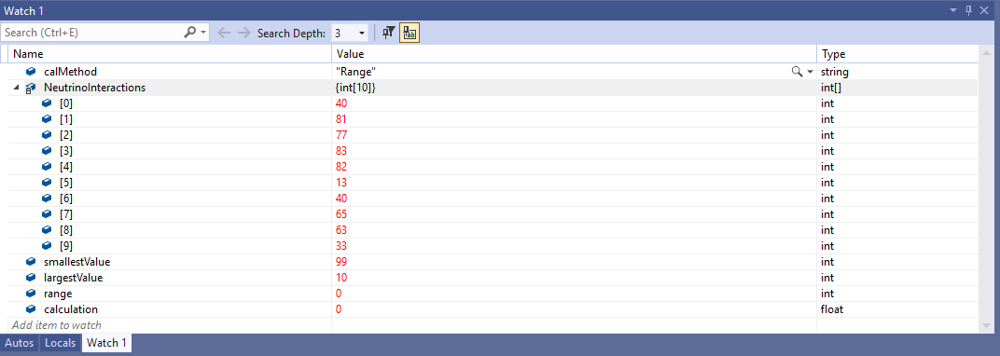 Watch 1
Search (Ctrl+E) Search Depth: 3
Name Value Type
calMethod "Range" string
NeutrinoInteractions {int[10]} int[]
[0] 40 int
[1] 81 int
[2] 77 int
[3] 83 int
[4] 82 int
[5] 13 int
[6] 40 int
[7] 65 int
[8] 63 int
[9] 33 int
smallestValue 99 int
largestValue 10 int
range 0 int
calculation 0 float
Add item to watch
Autos Locals Watch 1